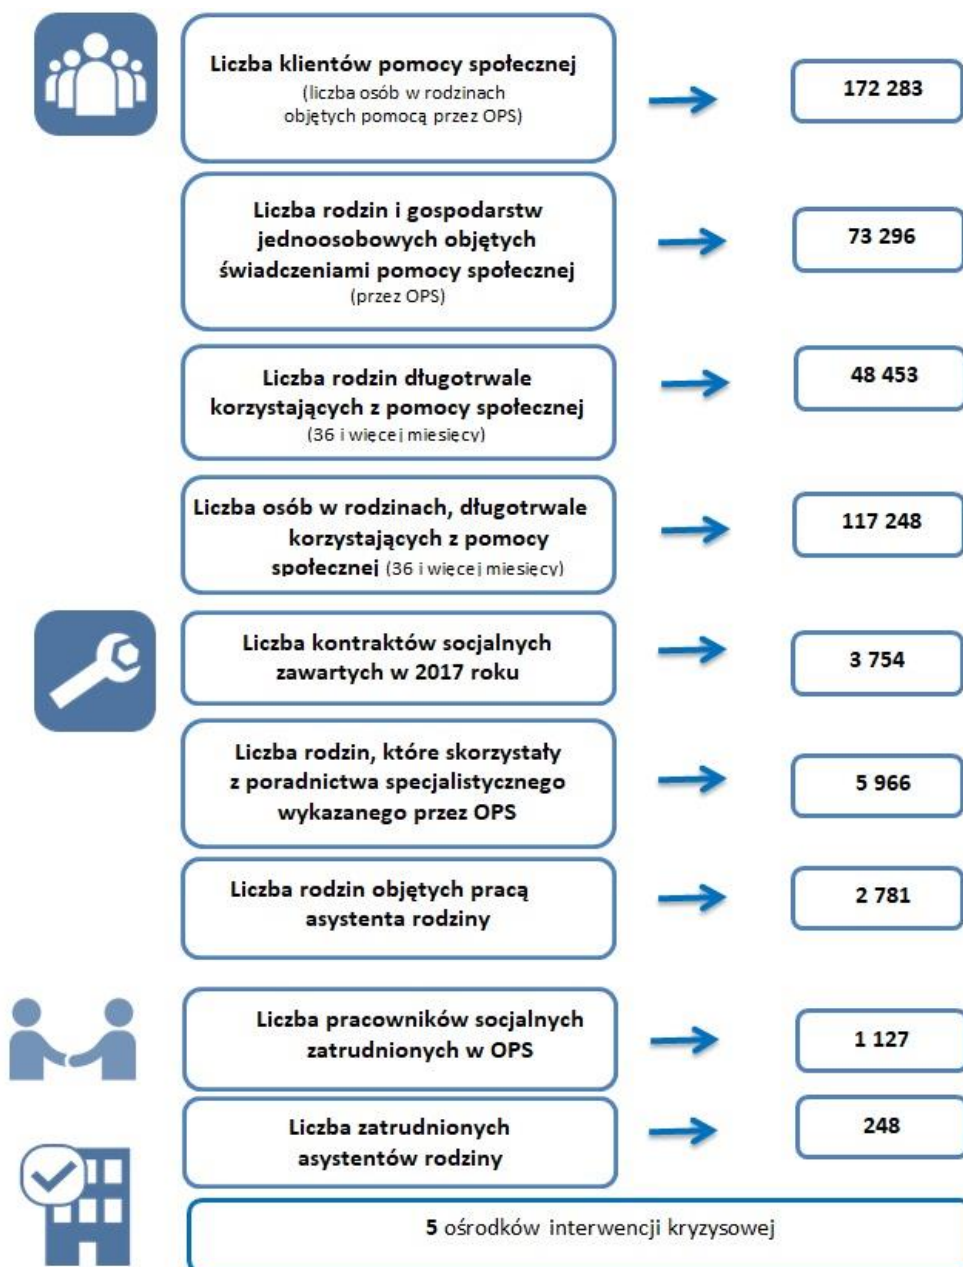 Liczba klientów pomocy społecznej
(liczba osób w rodzinach
objętych pomocą przez OPS)
172 283
Liczba rodzin i gospodarstw
jednoosobowych objętych
świadczeniami pomocy społecznej
(przez OPS)
73 296
Liczba rodzin długotrwale
korzystających z pomocy społecznej
(36 i więcej miesięcy)
48 453
Liczba osób w rodzinach, długotrwale
korzystających z pomocy
społecznej (36 i więcej miesięcy)
117 248
Liczba kontraktów socjalnych
zawartych w 2017 roku
3 754
Liczba rodzin, które skorzystały
z poradnictwa specjalistycznego
wykazanego przez OPS
5 966
Liczba rodzin objętych pracą
asystenta rodziny
2 781
Liczba pracowników socjalnych
zatrudnionych w OPS
1 127
Liczba zatrudnionych
asystentów rodziny
248
5 ośrodków interwencji kryzysowej